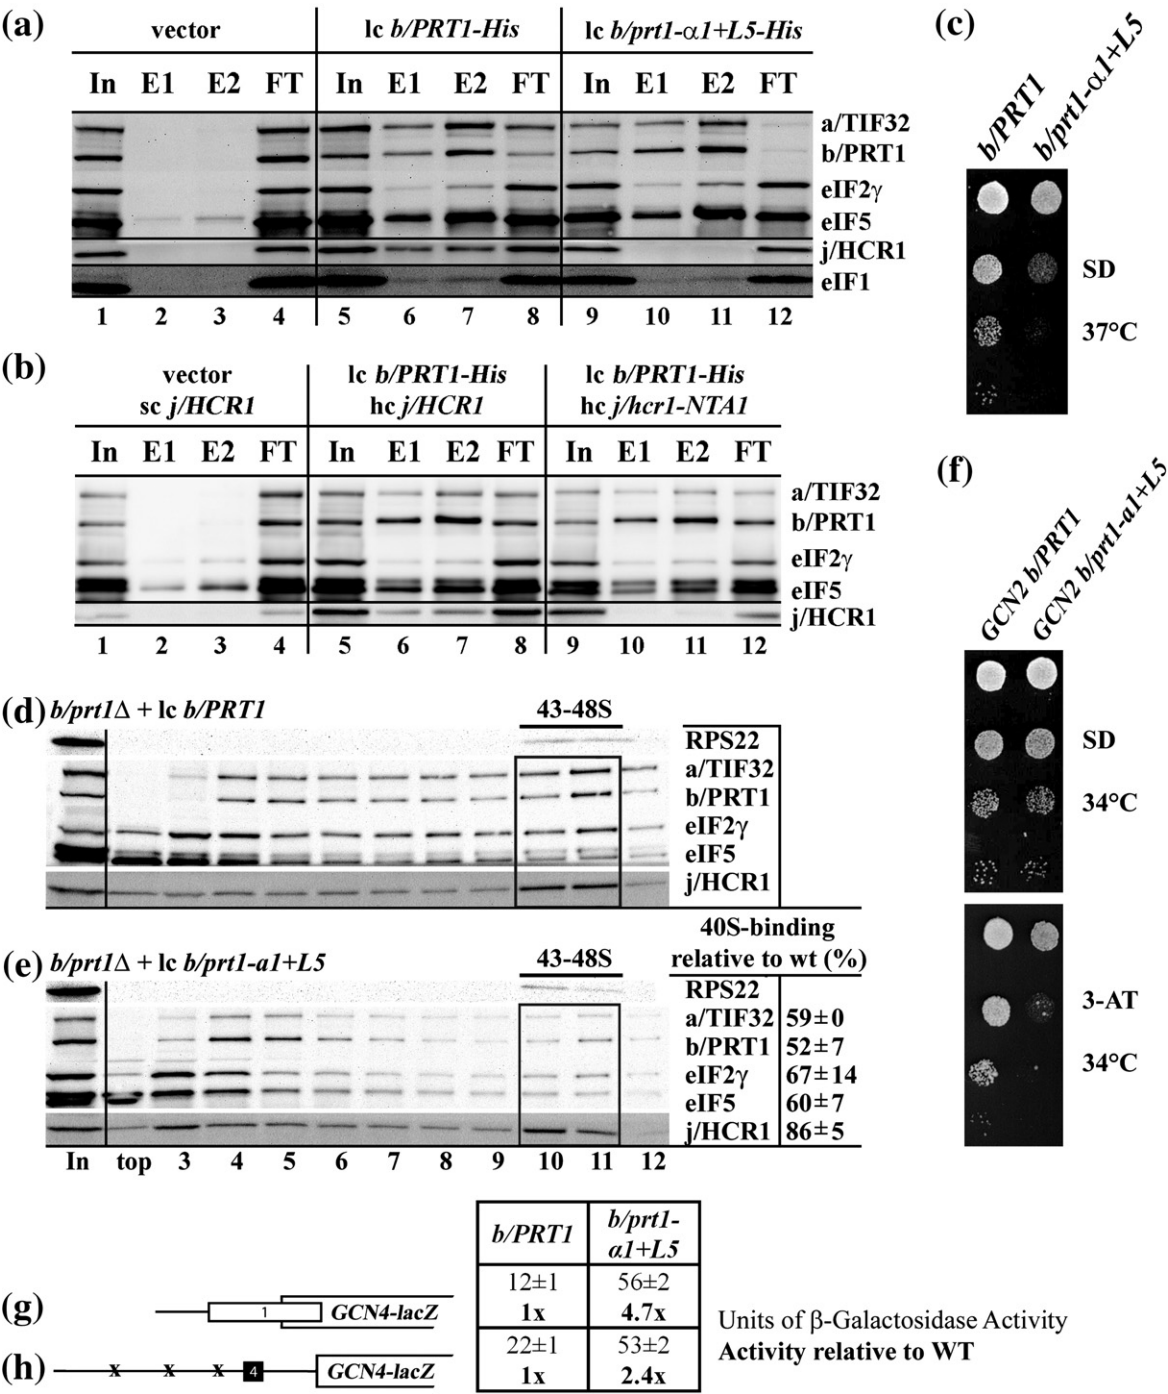 (a)
vector
lc b/PRT1-His
lc b/prt1-α1+L5-His
In E1 E2 FT In E1 E2 FT In E1 E2 FT
a/TIF32
b/PRT1
eIF2γ
eIF5
j/HCR1
eIF1
1 2 3 4 5 6 7 8 9 10 11 12
(b)
vector
sc j/HCR1
lc b/PRT1-His
hc j/HCR1
lc b/PRT1-His
hc j/hcr1-NTA1
In E1 E2 FT In E1 E2 FT In E1 E2 FT
a/TIF32
b/PRT1
eIF2γ
eIF5
j/HCR1
1 2 3 4 5 6 7 8 9 10 11 12
(c)
b/PRT1
b/prt1-α1+L5
SD
37°C
(d) b/prt1Δ + lc b/PRT1
43-48S
RPS22
a/TIF32
b/PRT1
eIF2γ
eIF5
j/HCR1
(e) b/prt1Δ + lc b/prt1-a1+L5
43-48S
40S-binding
relative to wt (%)
RPS22
a/TIF32 59±0
b/PRT1 52±7
eIF2γ 67±14
eIF5 60±7
j/HCR1 86±5
In top 3 4 5 6 7 8 9 10 11 12
(f)
GCN2 b/PRT1
GCN2 b/prt1-a1+L5
SD
34°C
3-AT
34°C
b/PRT1
b/prt1-
α1+L5
(g)
1
GCN4-lacZ
12±1 56±2
1x 4.7x
(h)
x x x 4
GCN4-lacZ
22±1 53±2
1x 2.4x
Units of β-Galactosidase Activity
Activity relative to WT